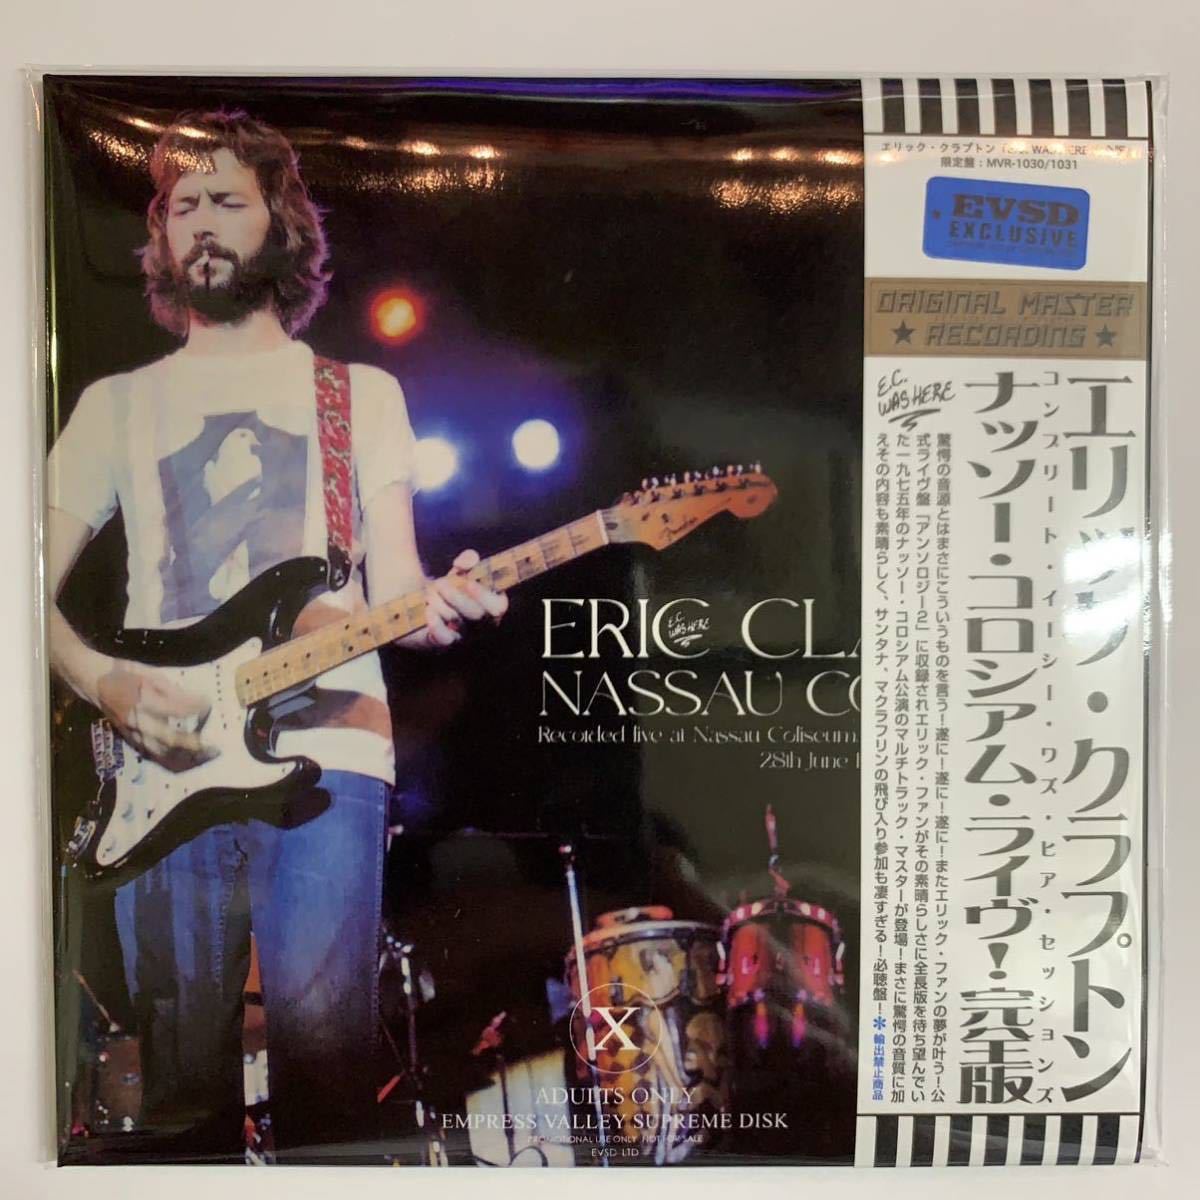 エリック・クラプトン
限定盤：MVR-1030/1031
EVSD
EXCLUSIVE
ORIGINAL MASTER
★ RECORDING ★
E.C.
WAS HERE
エリック・クラプトン
コンプリート・イーシー・ワズ・ヒア・セッションズ
ナッソー・コロシアム・ライヴ！完全版
驚愕の音源とはまさにこういうものを言う！遂に！遂に！遂に！またエリック・ファンの夢が叶う！公
式ライヴ盤「アンソロジー2」に収録されエリック・ファンがその素晴らしさに全長版を待ち望んでい
た一九七五年のナッソー・コロシアム公演のマルチトラック・マスターが登場！まさに驚愕の音質に加
えその内容も素晴らしく、サンタナ、マクラフリンの飛び入り参加も凄すぎる！必聴盤！＊輸出禁止商品
Fender
ERIC CLA
E.C.
WAS HERE
NASSAU CO
Recorded live at Nassau Coliseum,
28th June 1
X
ADULTS ONLY
EMPRESS VALLEY SUPREME DISK
PROMOTIONAL USE ONLY NOT FOR SALE
EVSD LTD